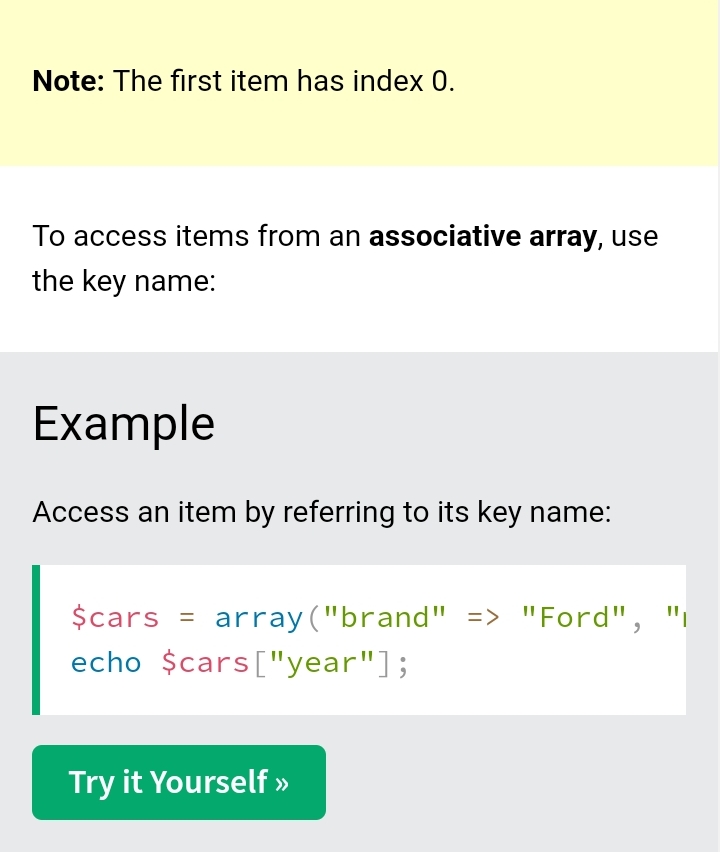 Note: The first item has index 0.
To access items from an associative array, use
the key name:
Example
Access an item by referring to its key name:
$cars = array("brand" => "Ford", "
echo $cars["year"];
Try it Yourself »